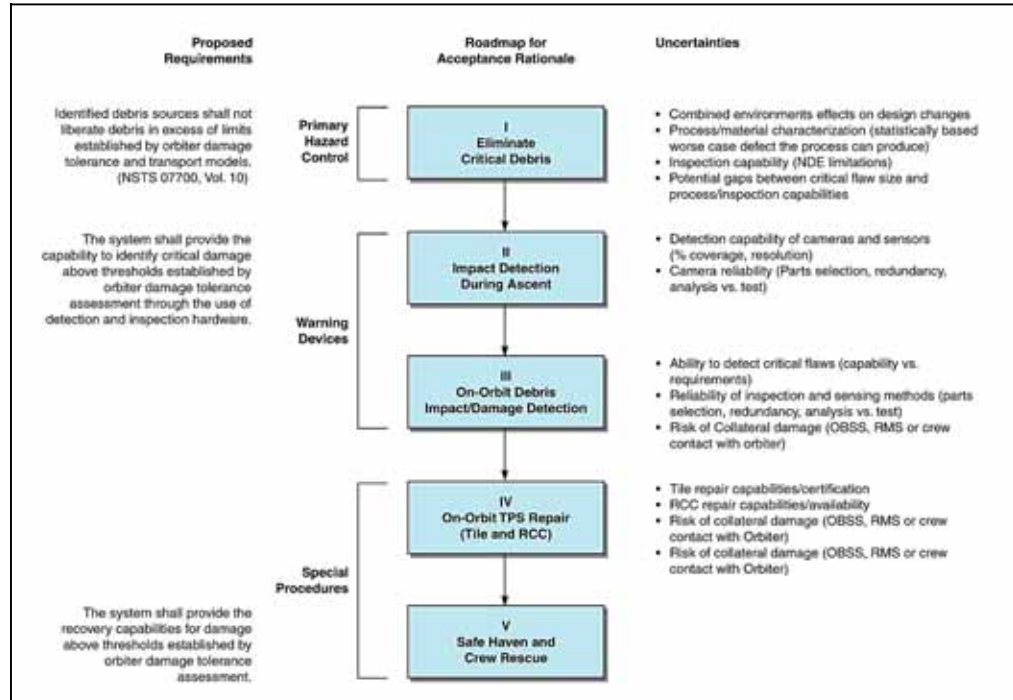 Proposed
Requirements
Roadmap for
Acceptance Rationale
Uncertainties
Identified debris sources shall not
liberate debris in excess of limits
established by orbiter damage
tolerance and transport models.
(NSTS 07700, Vol. 10)
Primary
Hazard
Control
I
Eliminate
Critical Debris
• Combined environments effects on design changes
• Process/material characterization (statistically based
worse case defect the process can produce)
• Inspection capability (NDE limitations)
• Potential gaps between critical flaw size and
process/inspection capabilities
The system shall provide the
capability to identify critical damage
above thresholds established by
orbiter damage tolerance
assessment through the use of
detection and inspection hardware.
Warning
Devices
II
Impact Detection
During Ascent
• Detection capability of cameras and sensors
(% coverage, resolution)
• Camera reliability (Parts selection, redundancy,
analysis vs. test)
III
On-Orbit Debris
Impact/Damage Detection
• Ability to detect critical flaws (capability vs.
requirements)
• Reliability of inspection and sensing methods (parts
selection, redundancy, analysis vs. test)
• Risk of Collateral damage (OBSS, RMS or crew
contact with orbiter)
IV
On-Orbit TPS Repair
(Tile and RCC)
• Tile repair capabilities/certification
• RCC repair capabilities/availability
• Risk of collateral damage (OBSS, RMS or crew
contact with Orbiter)
• Risk of collateral damage (OBSS, RMS or crew
contact with Orbiter)
Special
Procedures
The system shall provide the
recovery capabilities for damage
above thresholds established by
orbiter damage tolerance
assessment.
V
Safe Haven and
Crew Rescue